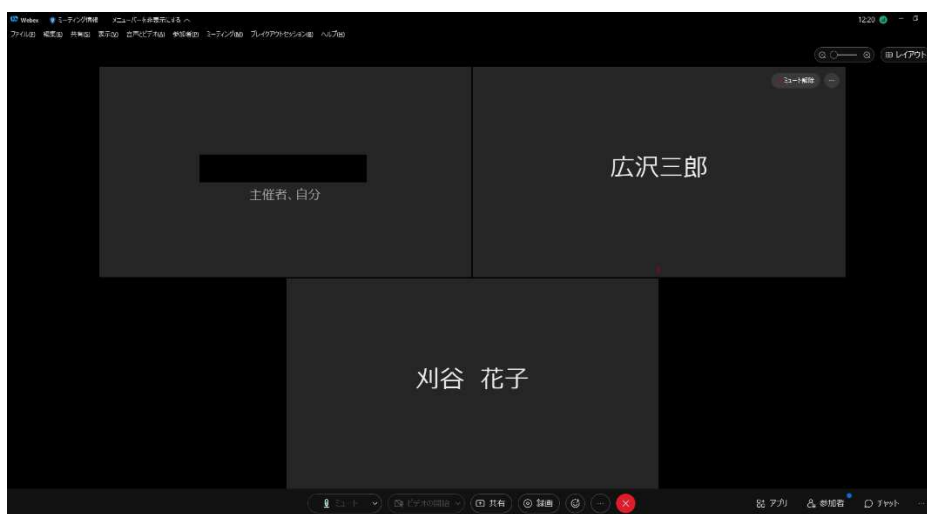 Webex ミーティング情報 メニューバーを非表示にする 12:20
ファイル(F) 編集(E) 共有(S) 表示(V) 音声とビデオ(A) 参加者(P) ミーティング(M) ブレイクアウトセッション(B) ヘルプ(H)
レイアウト
ミュート解除
広沢三郎
主催者、自分
刈谷 花子
ミュート ビデオの開始 共有 録画 アプリ 参加者 チャット